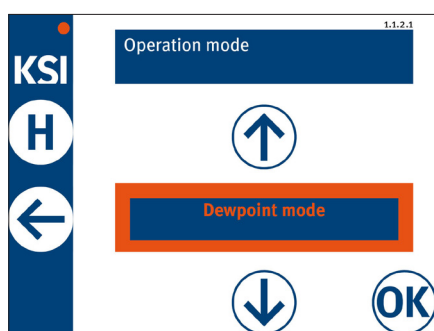 1.1.2.1
Operation mode
KSI
H
Dewpoint mode
OK